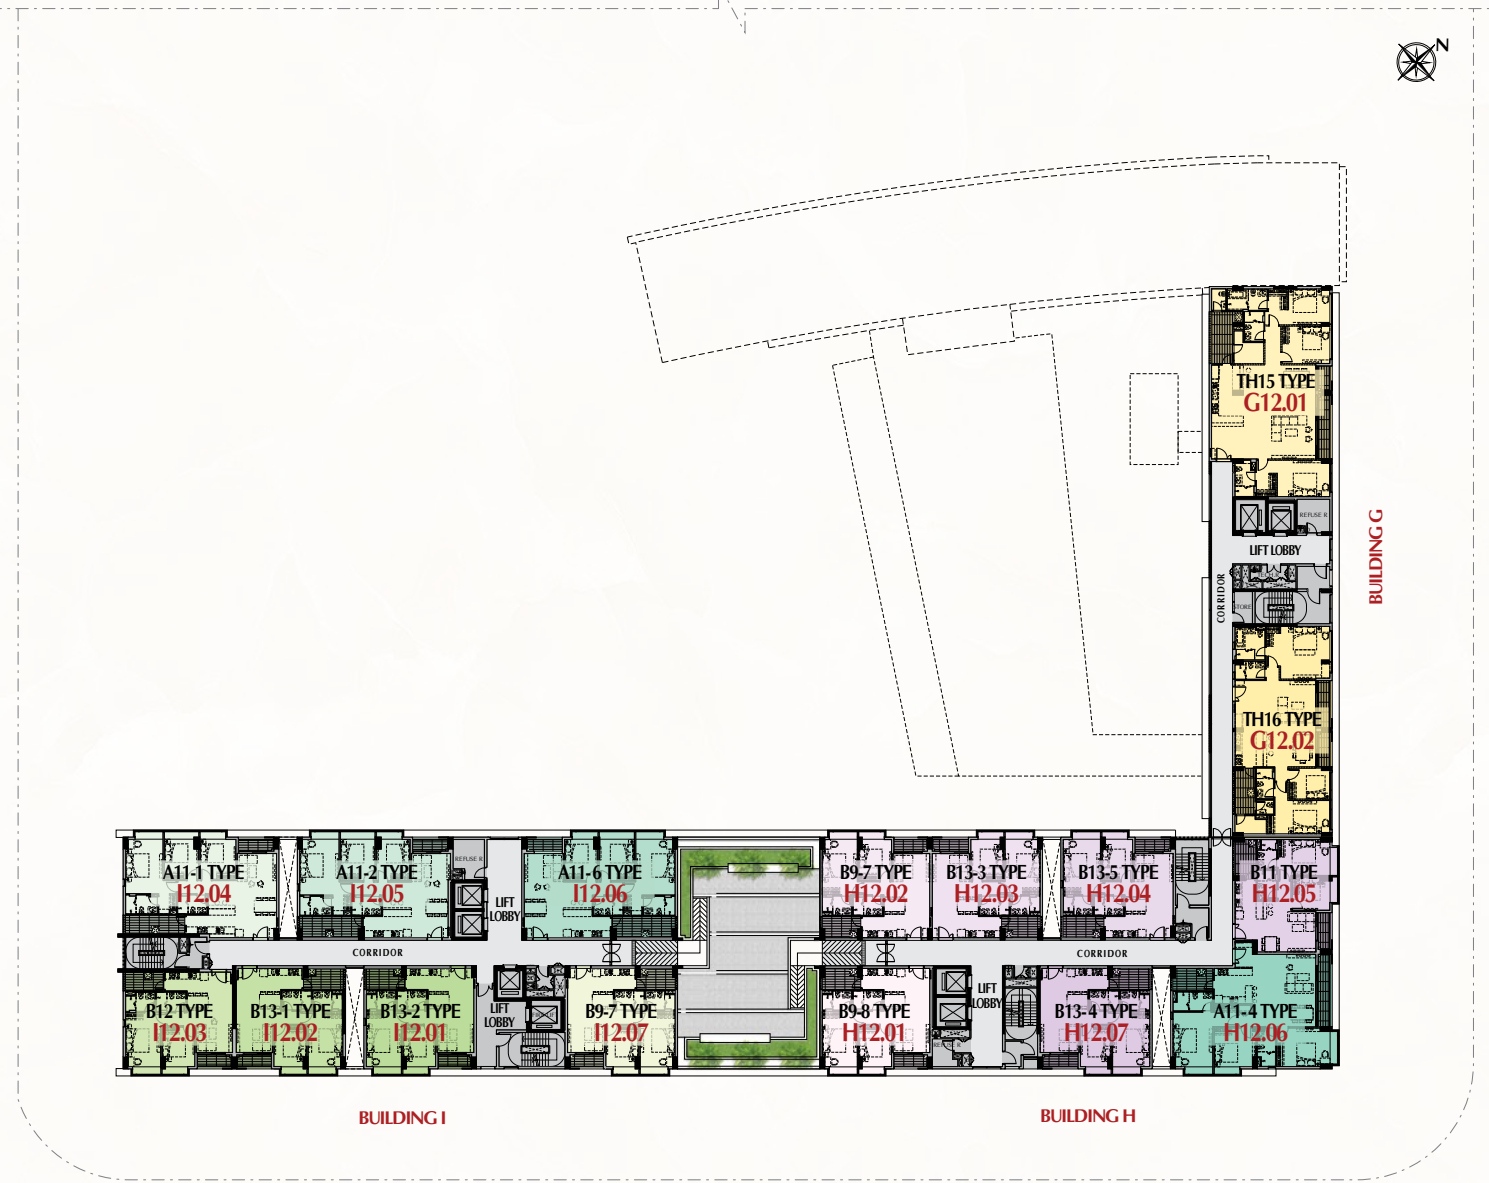 N
TH15 TYPE
G12.01
REFUSE R
LIFT LOBBY
CORRIDOR
STORE
BUILDING G
TH16 TYPE
G12.02
A11-1 TYPE
I12.04
A11-2 TYPE
I12.05
REFUSE R
LIFT
LOBBY
A11-6 TYPE
I12.06
B9-7 TYPE
H12.02
B13-3 TYPE
H12.03
B13-5 TYPE
H12.04
B11 TYPE
H12.05
CORRIDOR
CORRIDOR
B12 TYPE
I12.03
B13-1 TYPE
I12.02
B13-2 TYPE
I12.01
LIFT
LOBBY
B9-7 TYPE
I12.07
B9-8 TYPE
H12.01
LIFT
LOBBY
REFUSE R
B13-4 TYPE
H12.07
A11-4 TYPE
H12.06
BUILDING I
BUILDING H